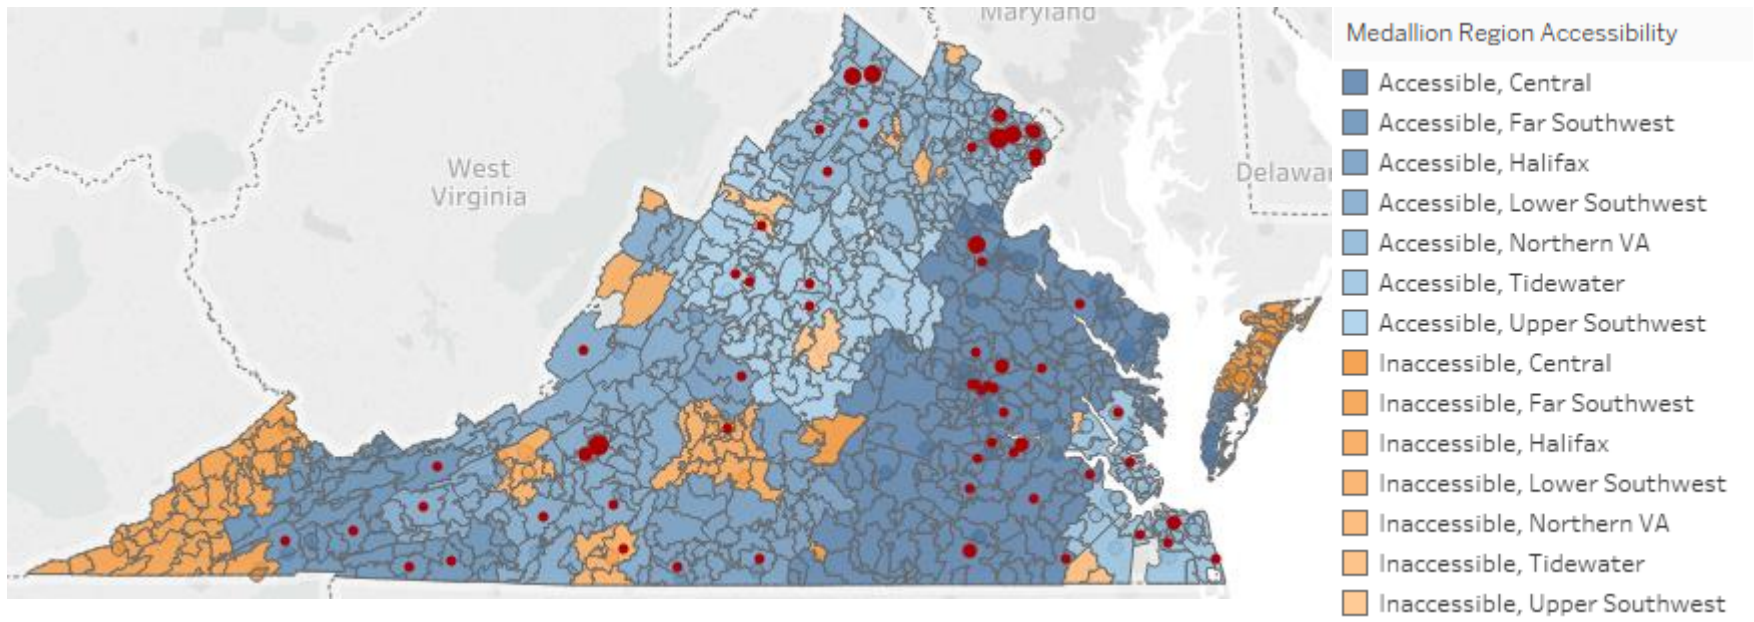 Maryland
West
Virginia
Delawar
Medallion Region Accessibility
Accessible, Central
Accessible, Far Southwest
Accessible, Halifax
Accessible, Lower Southwest
Accessible, Northern VA
Accessible, Tidewater
Accessible, Upper Southwest
Inaccessible, Central
Inaccessible, Far Southwest
Inaccessible, Halifax
Inaccessible, Lower Southwest
Inaccessible, Northern VA
Inaccessible, Tidewater
Inaccessible, Upper Southwest